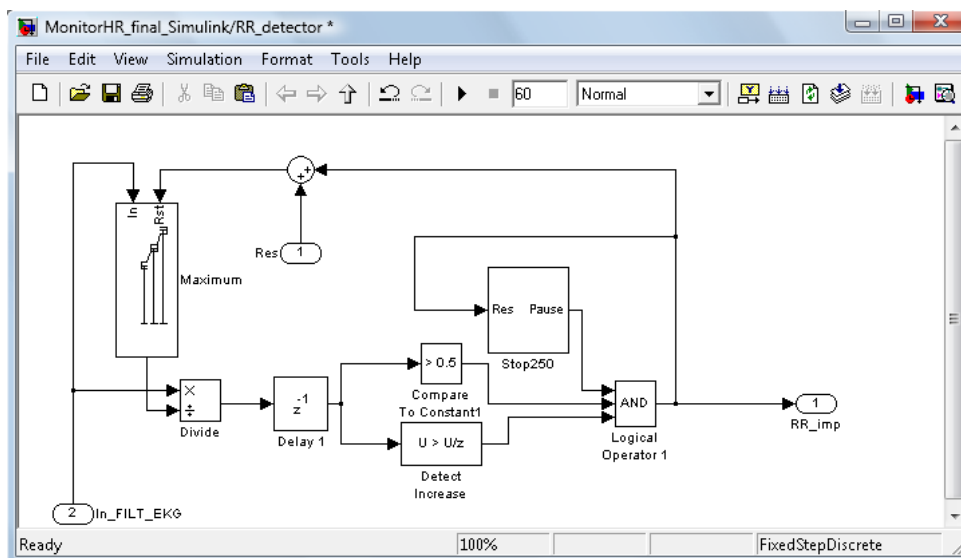 MonitorHR_final_Simulink/RR_detector *
File Edit View Simulation Format Tools Help
60 Normal
In Rst
Maximum
Res 1
Res Pause
Stop250
> 0.5
Compare
To Constant1
× ÷
Divide
-1
z
Delay 1
U > U/z
Detect
Increase
AND
Logical
Operator 1
1
RR_imp
2 In_FILT_EKG
Ready 100% FixedStepDiscrete